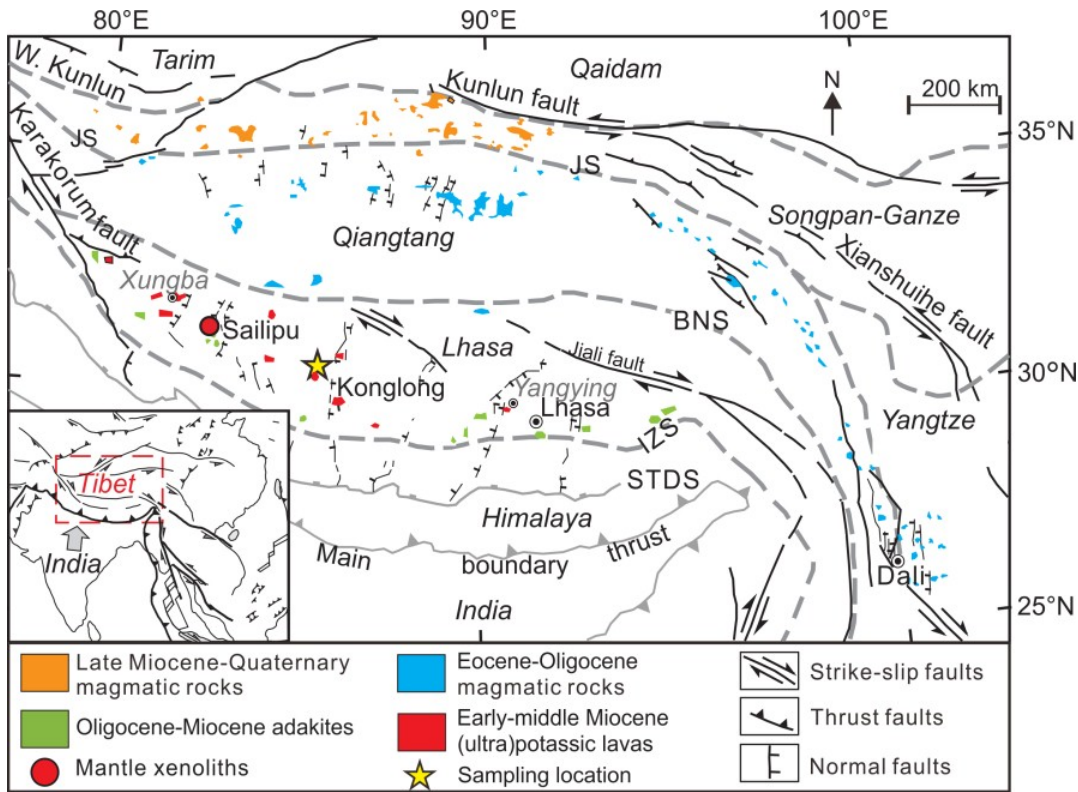 80°E 90°E 100°E
Tarim
W. Kunlun
Qaidam
Kunlun fault
N
200 km
JS
35°N
Karakorum fault
JS
Songpan-Ganze
Qiangtang
Xianshuihe fault
Xungba
Sailipu
BNS
Lhasa
Jiali fault
30°N
Konglong
Yangying
Lhasa
Yangtze
IZS
STDS
Tibet
Himalaya
India
Main boundary thrust
Dali
India
25°N
Late Miocene-Quaternary
magmatic rocks
Eocene-Oligocene
magmatic rocks
Strike-slip faults
Oligocene-Miocene adakites
Early-middle Miocene
(ultra)potassic lavas
Thrust faults
Mantle xenoliths
Sampling location
Normal faults